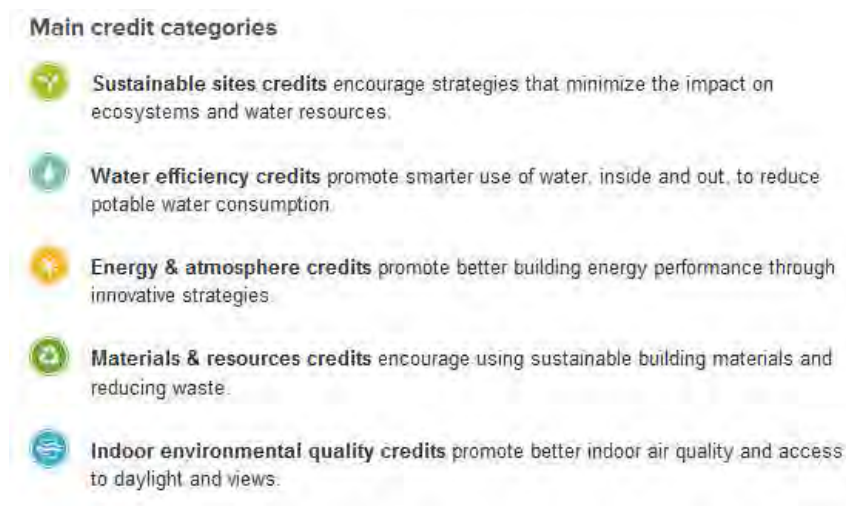 Main credit categories
Sustainable sites credits encourage strategies that minimize the impact on
ecosystems and water resources.
Water efficiency credits promote smarter use of water, inside and out, to reduce
potable water consumption.
Energy & atmosphere credits promote better building energy performance through
innovative strategies.
Materials & resources credits encourage using sustainable building materials and
reducing waste.
Indoor environmental quality credits promote better indoor air quality and access
to daylight and views.